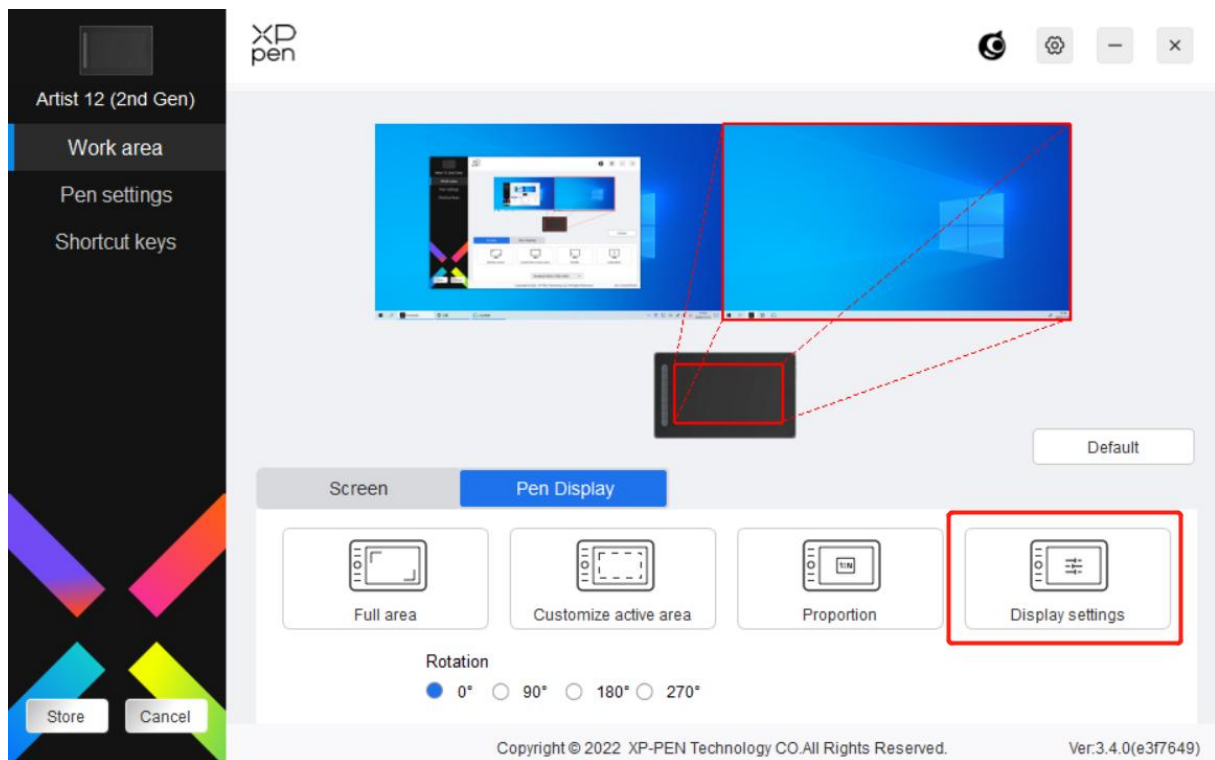 XP
pen
Artist 12 (2nd Gen)
Work area
Pen settings
Shortcut keys
Default
Screen
Pen Display
Full area
Customize active area
1:N
Proportion
Display settings
Rotation
0° 90° 180° 270°
Store
Cancel
Copyright © 2022 XP-PEN Technology CO.All Rights Reserved.
Ver:3.4.0(e3f7649)